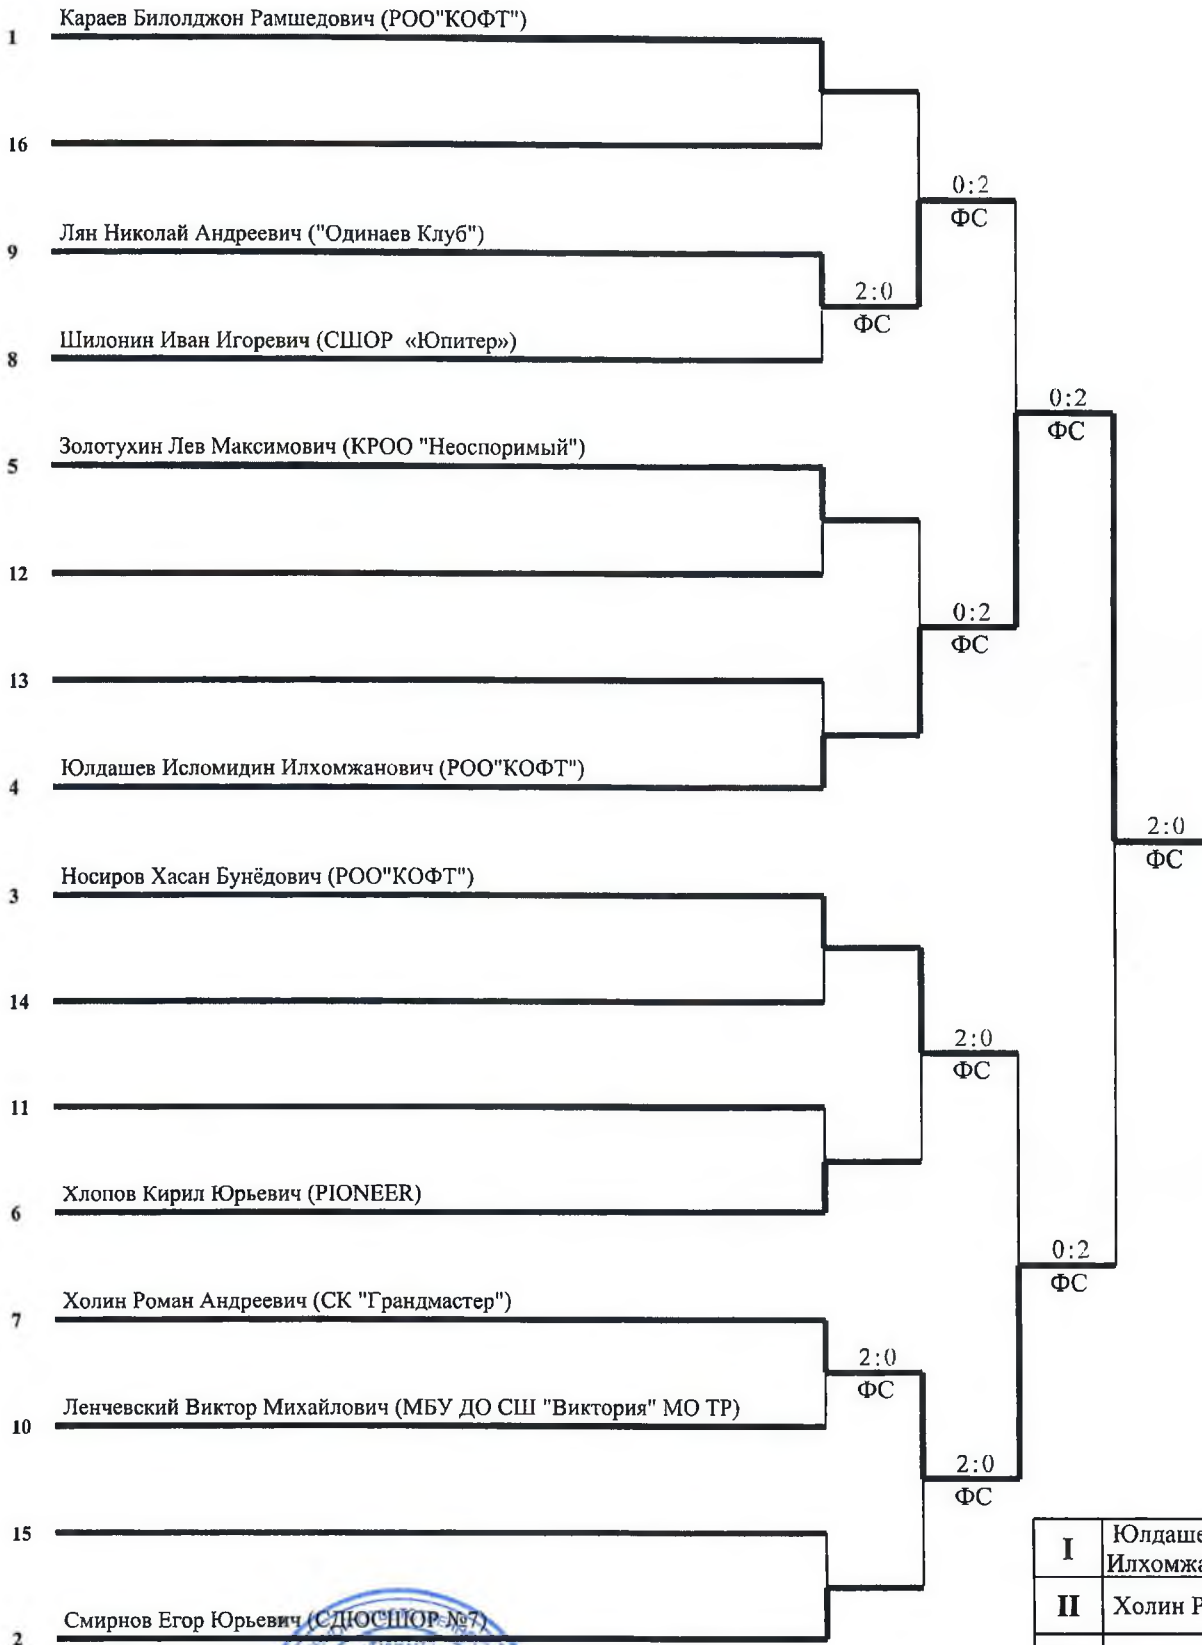 Караев Билолджон Рамшедович (РОО"КОФТ")
1
16
0:2
ФС
Лян Николай Андреевич ("Одинаев Клуб")
9
2:0
ФС
Шилонин Иван Игоревич (СШОР «Юпитер»)
8
0:2
ФС
Золотухин Лев Максимович (КРОО "Неоспоримый")
5
12
0:2
ФС
13
Юлдашев Исломидин Илхомжанович (РОО"КОФТ")
4
2:0
ФС
Носиров Хасан Бунёдович (РОО"КОФТ")
3
14
2:0
ФС
11
Хлопов Кирил Юрьевич (PIONEER)
6
0:2
ФС
Холин Роман Андреевич (СК "Грандмастер")
7
2:0
ФС
Ленчевский Виктор Михайлович (МБУ ДО СШ "Виктория" МО ТР)
10
2:0
ФС
15
I Юлдаше
Илхомжа
II Холин Р
Смирнов Егор Юрьевич (СДЮСШОР №7)
2